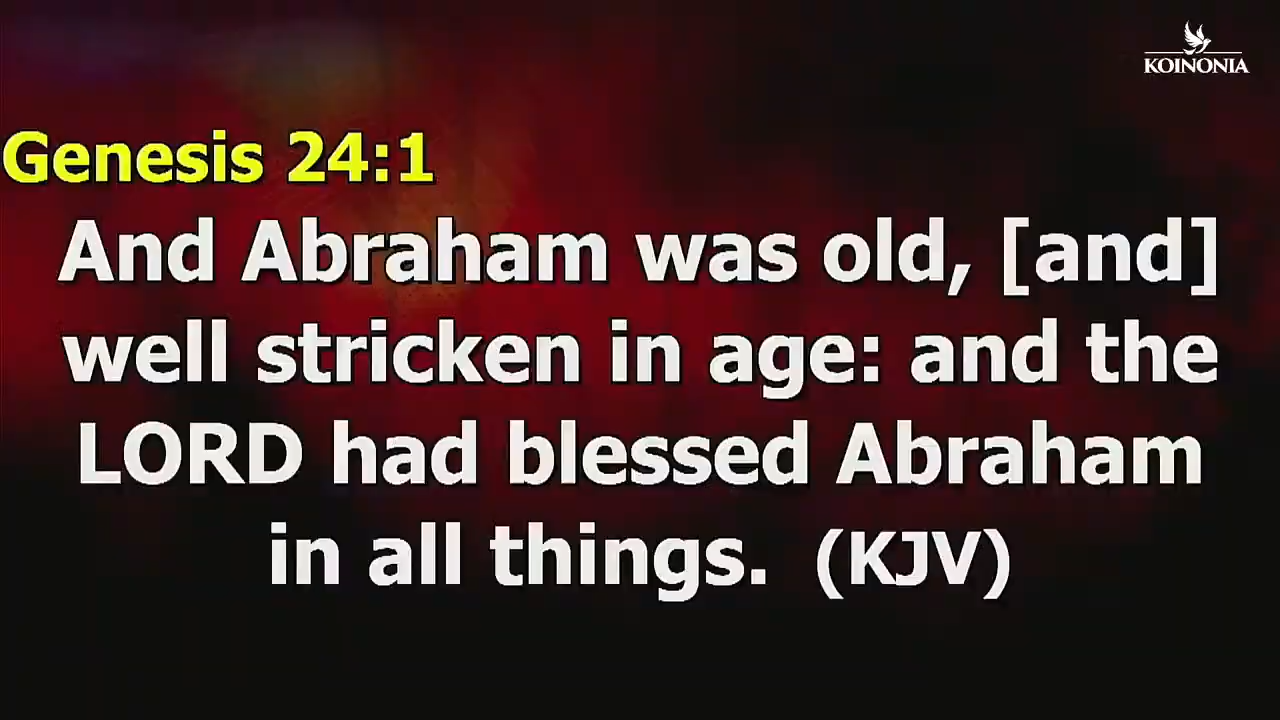 KOINONIA
Genesis 24:1
And Abraham was old, [and]
well stricken in age: and the
LORD had blessed Abraham
in all things.  (KJV)